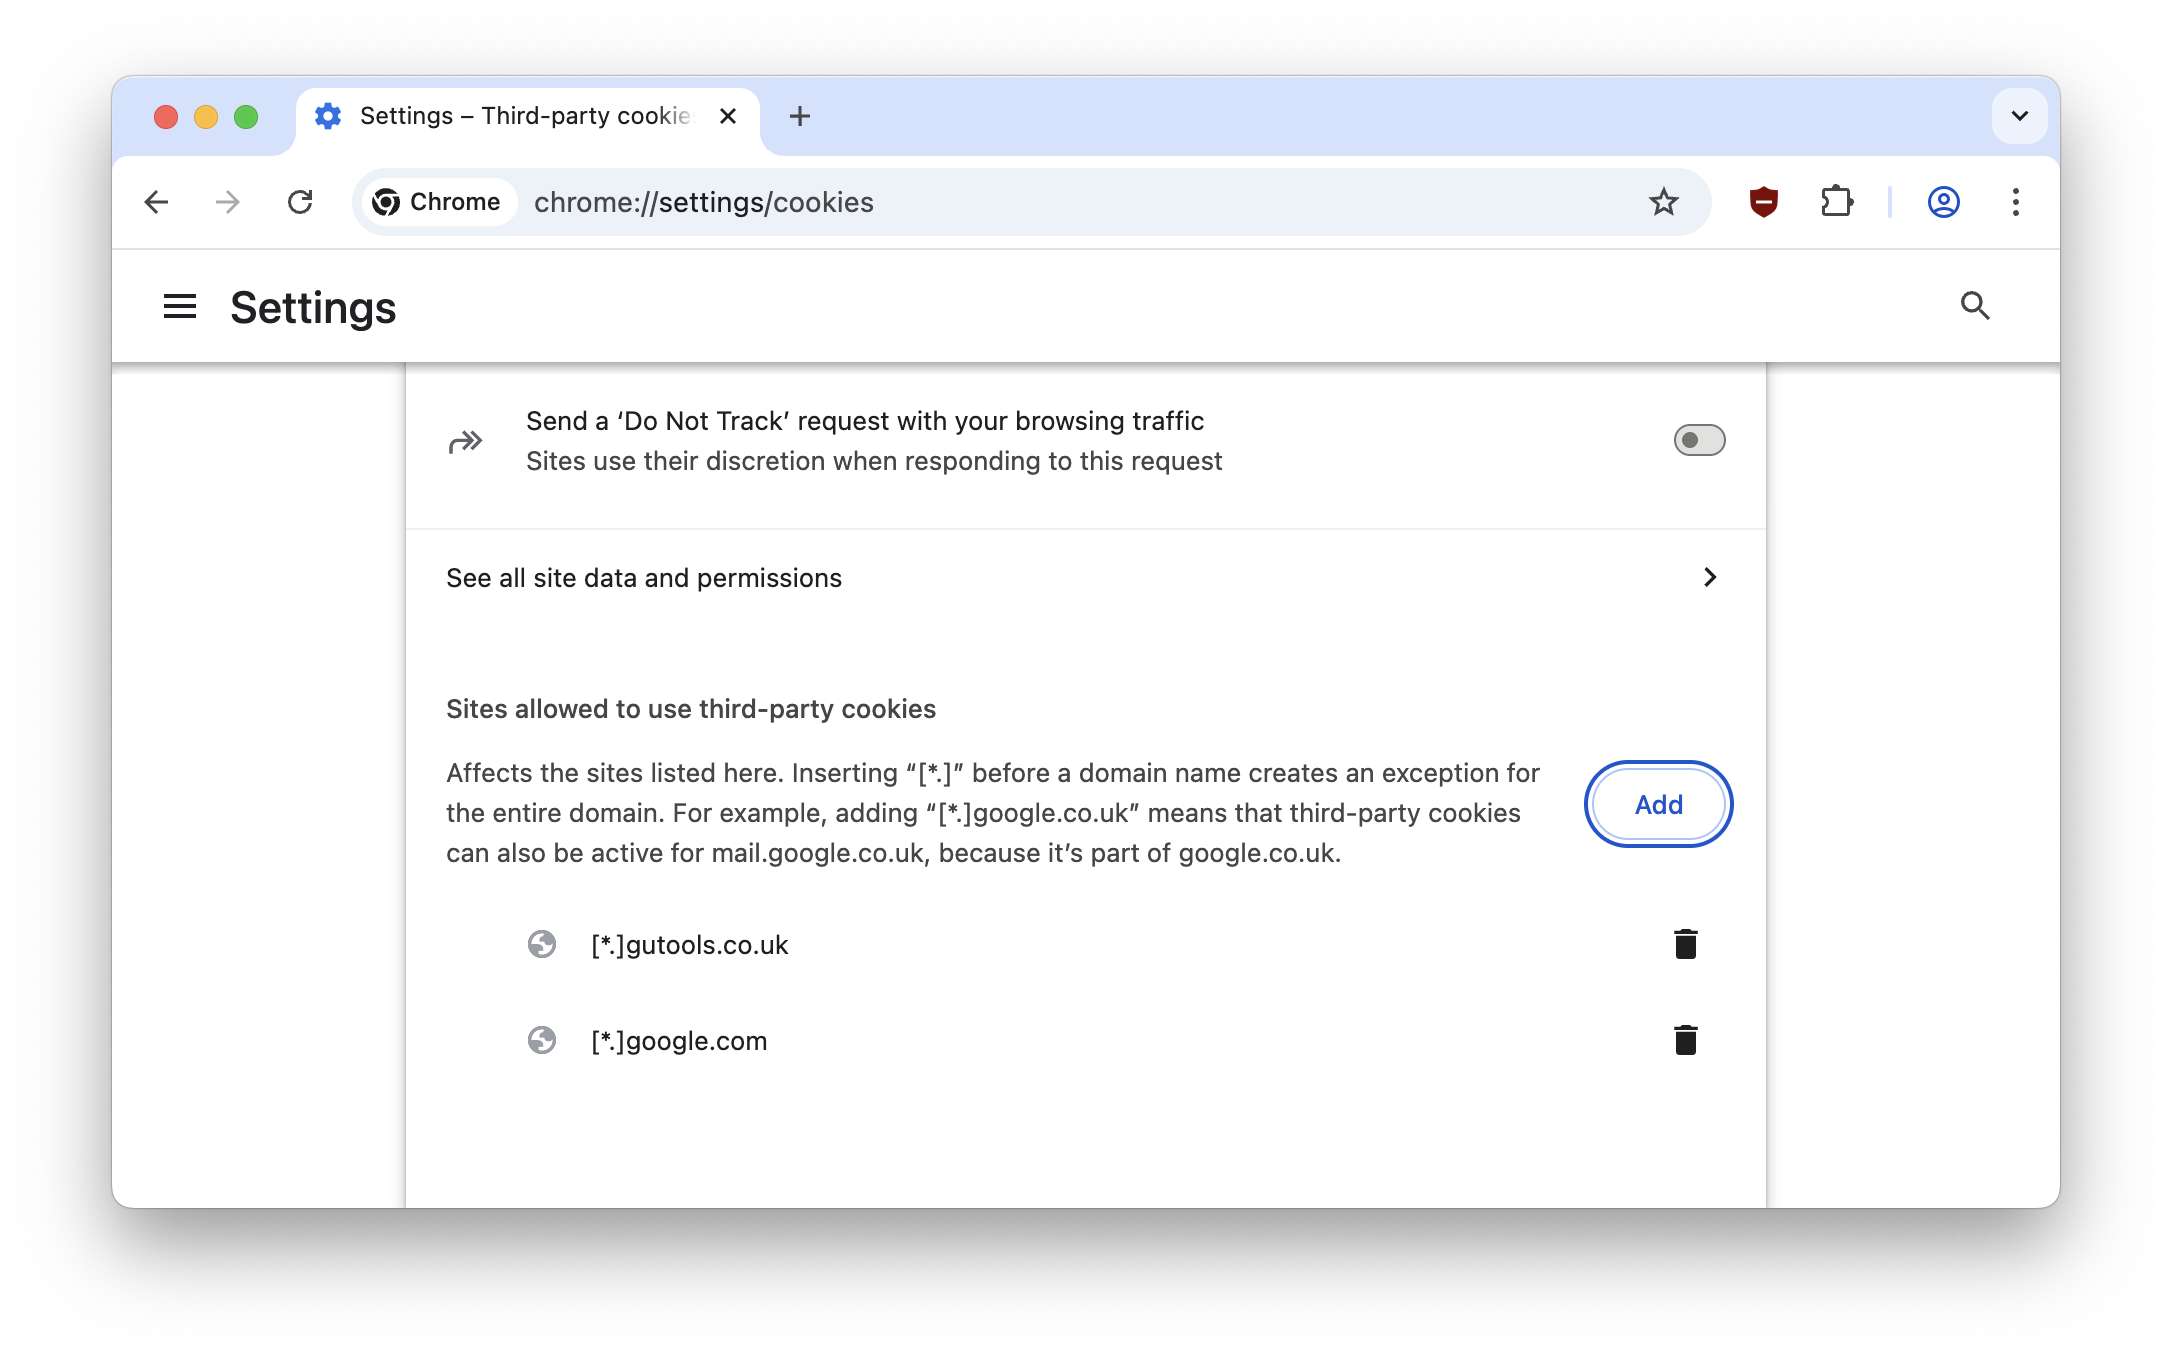 Settings – Third-party cookie
Chrome
chrome://settings/cookies
Settings
Send a ‘Do Not Track’ request with your browsing traffic
Sites use their discretion when responding to this request
See all site data and permissions
Sites allowed to use third-party cookies
Affects the sites listed here. Inserting “[*.]” before a domain name creates an exception for
the entire domain. For example, adding “[*.]google.co.uk” means that third-party cookies
can also be active for mail.google.co.uk, because it’s part of google.co.uk.
Add
[*.]gutools.co.uk
[*.]google.com